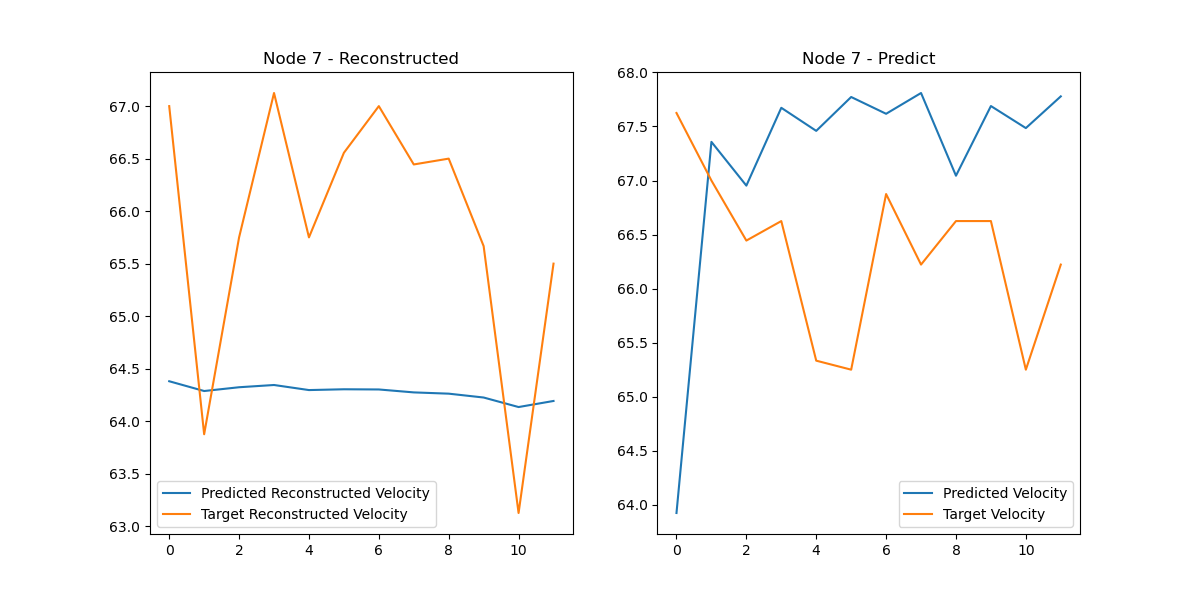 Node 7 - Reconstructed
67.0
66.5
66.0
65.5
65.0
64.5
64.0
63.5
63.0
0 2 4 6 8 10
Predicted Reconstructed Velocity
Target Reconstructed Velocity
Node 7 - Predict
68.0
67.5
67.0
66.5
66.0
65.5
65.0
64.5
64.0
0 2 4 6 8 10
Predicted Velocity
Target Velocity